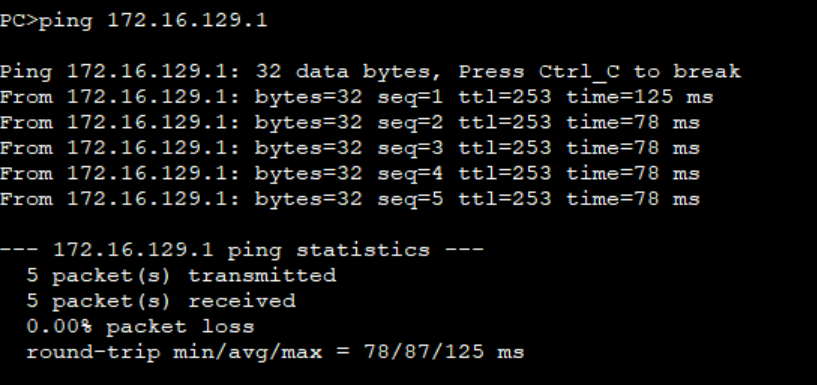 PC>ping 172.16.129.1
Ping 172.16.129.1: 32 data bytes, Press Ctrl_C to break
From 172.16.129.1: bytes=32 seq=1 ttl=253 time=125 ms
From 172.16.129.1: bytes=32 seq=2 ttl=253 time=78 ms
From 172.16.129.1: bytes=32 seq=3 ttl=253 time=78 ms
From 172.16.129.1: bytes=32 seq=4 ttl=253 time=78 ms
From 172.16.129.1: bytes=32 seq=5 ttl=253 time=78 ms
--- 172.16.129.1 ping statistics ---
5 packet(s) transmitted
5 packet(s) received
0.00% packet loss
round-trip min/avg/max = 78/87/125 ms